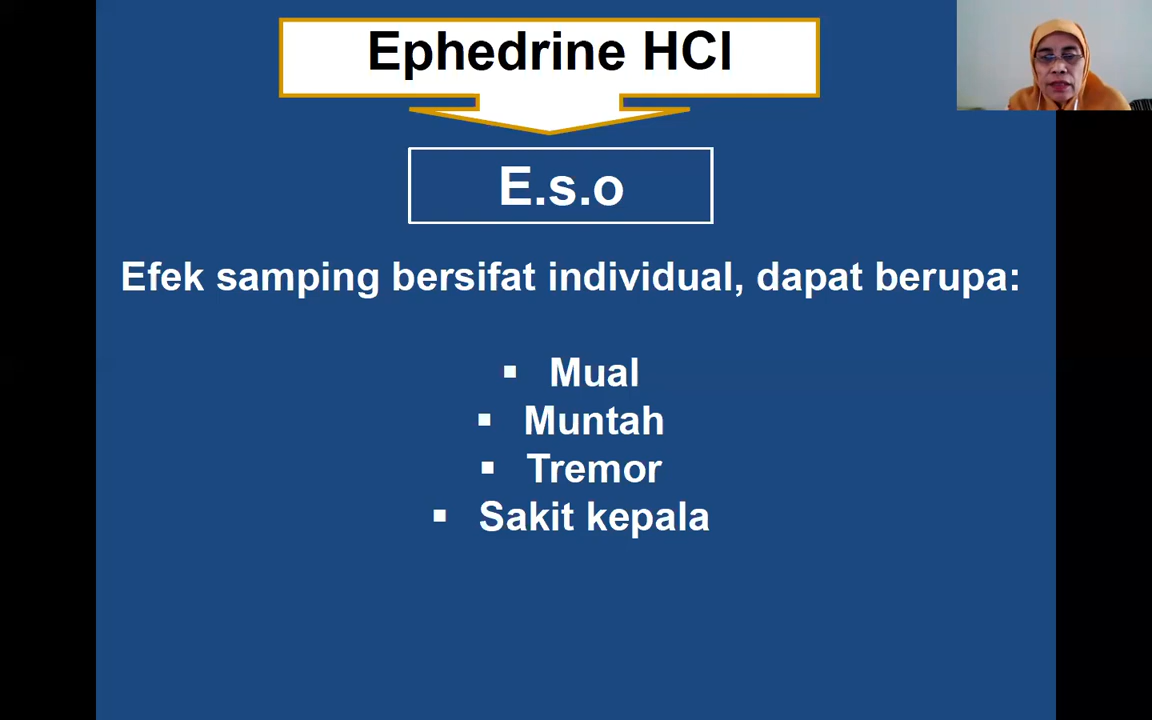 Ephedrine HCl
E.s.o
Efek samping bersifat individual, dapat berupa:
▪ Mual
▪ Muntah
▪ Tremor
▪ Sakit kepala